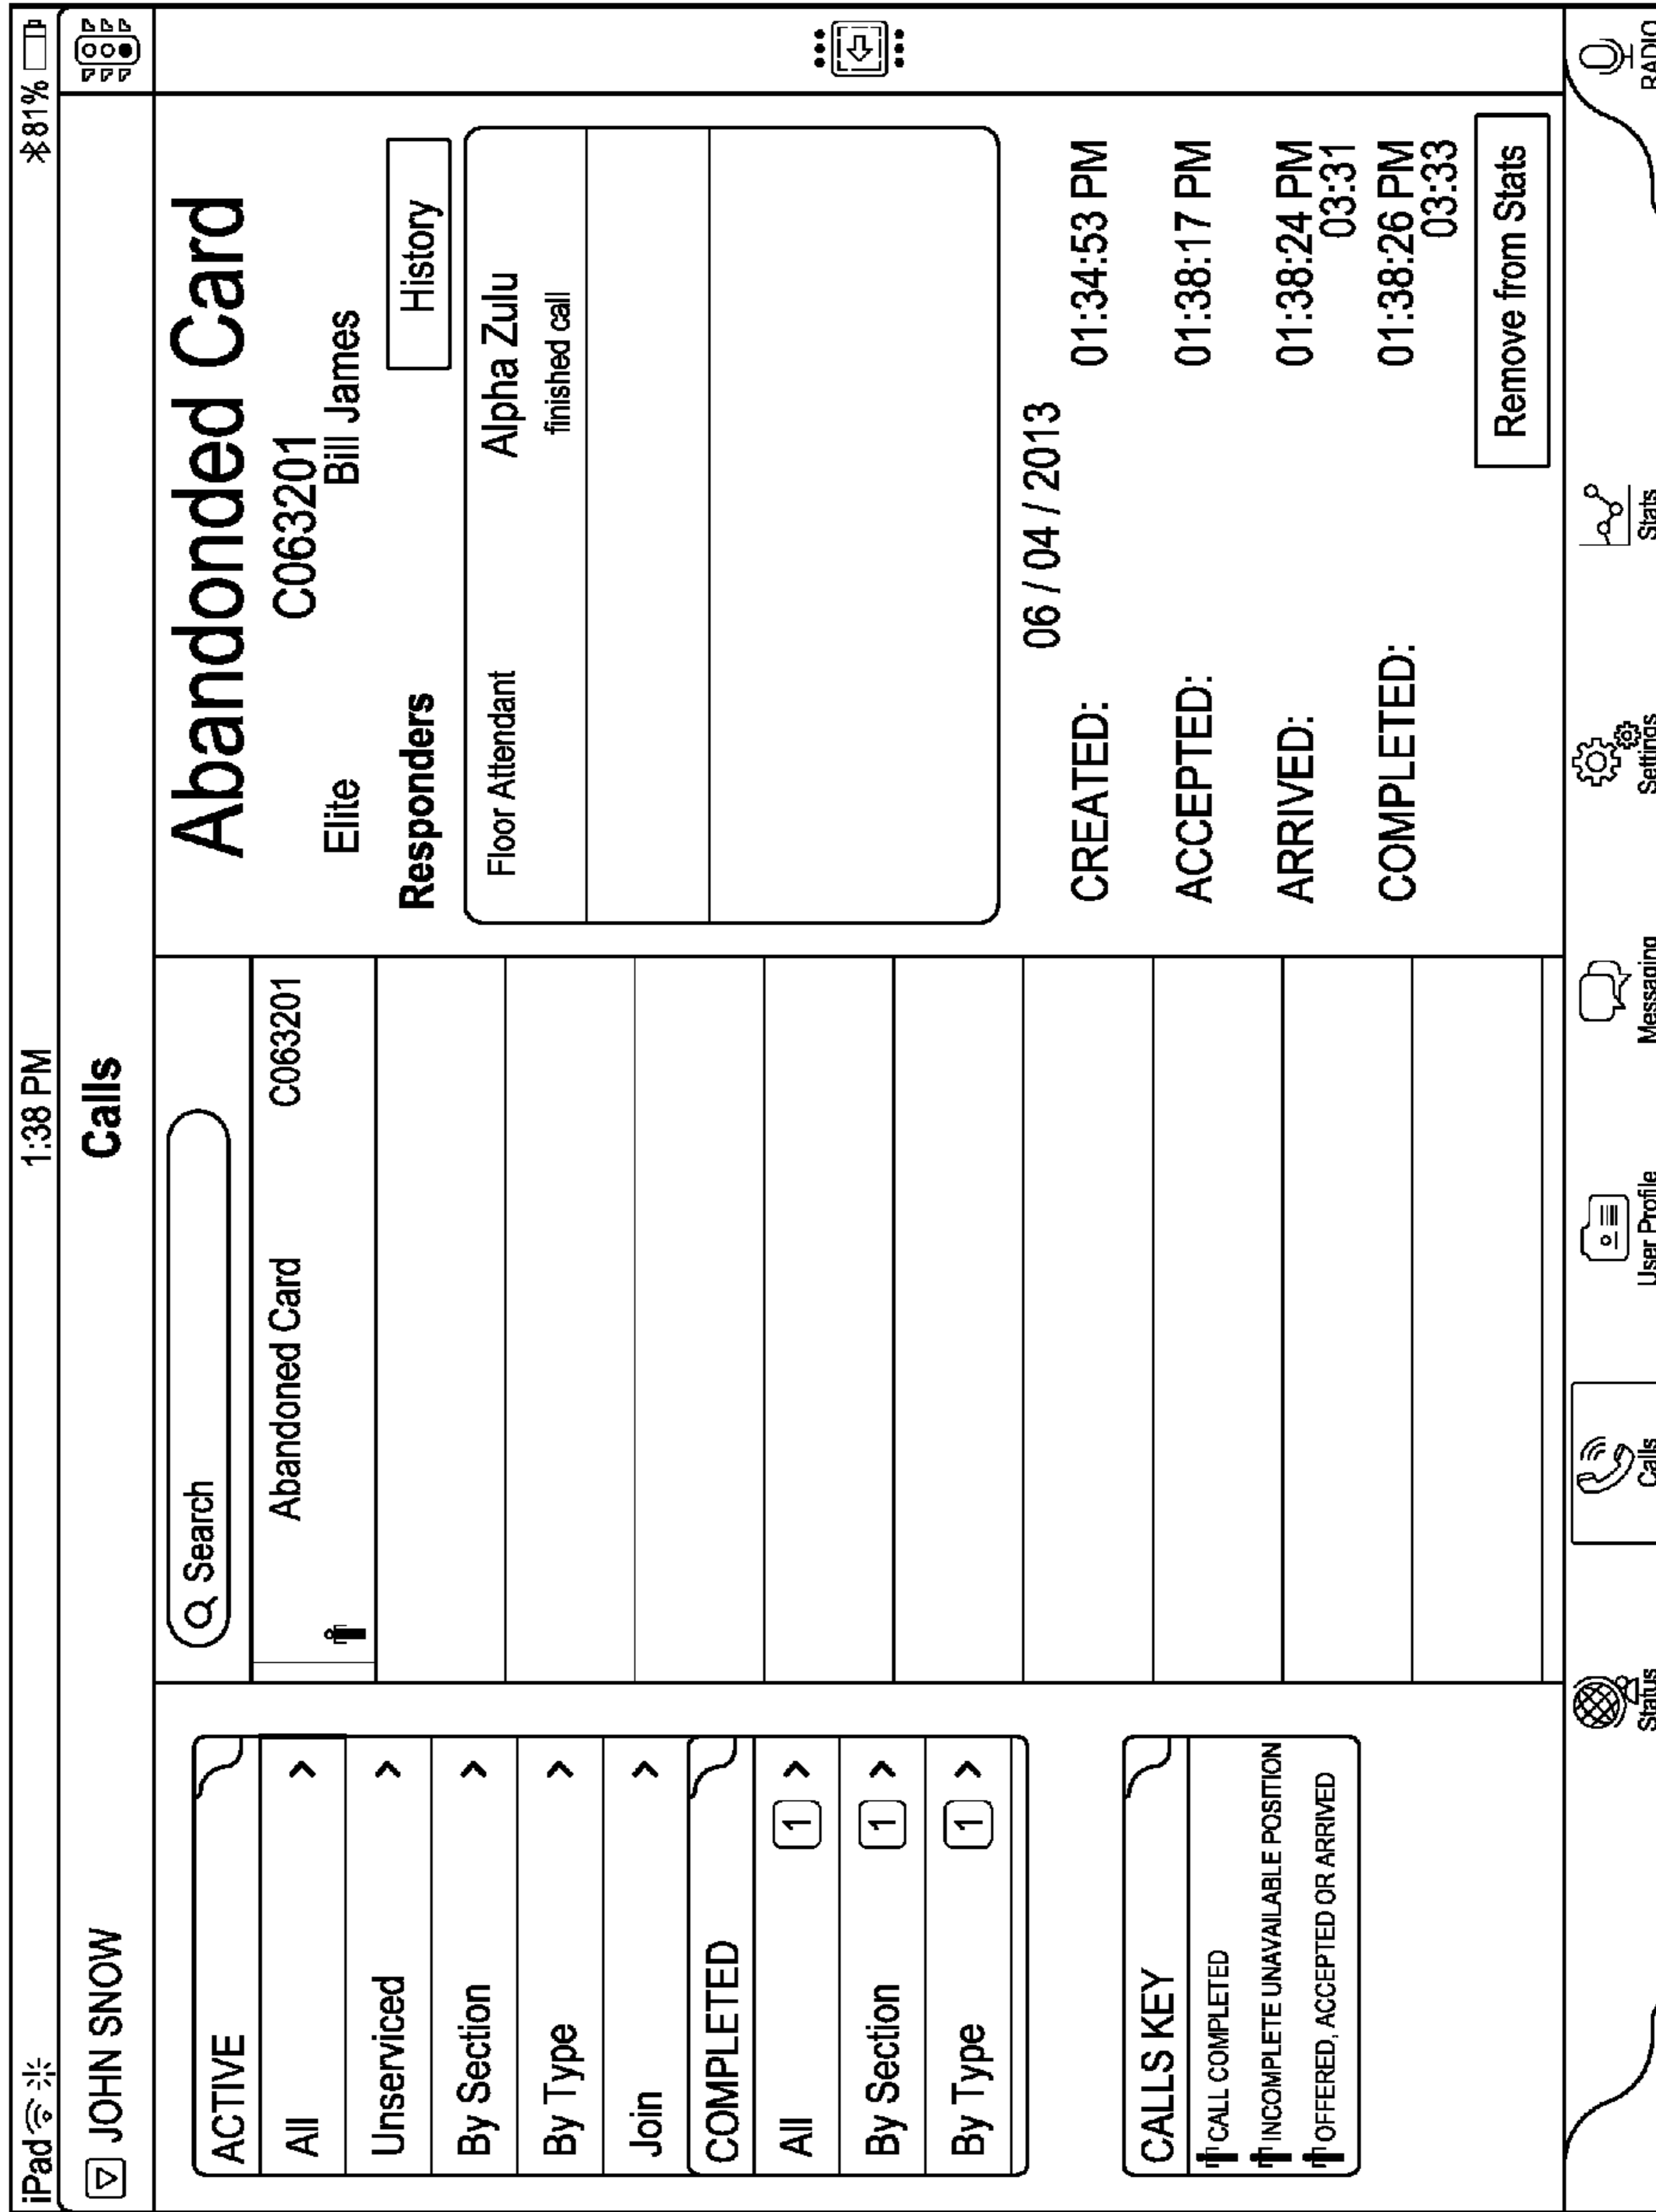 iPad 1:38 PM 81%
JOHN SNOW Calls
ACTIVE
All >
Unserviced >
By Section >
By Type >
Join >
COMPLETED
All 1 >
By Section 1 >
By Type 1 >
CALLS KEY
CALL COMPLETED
INCOMPLETE UNAVAILABLE POSITION
OFFERED, ACCEPTED OR ARRIVED
Search
Abandoned Card C063201
Abandonded Card
C063201
Elite Bill James
Responders History
Floor Attendant Alpha Zulu
finished call
06 / 04 / 2013
CREATED: 01:34:53 PM
ACCEPTED: 01:38:17 PM
ARRIVED: 01:38:24 PM
03:31
COMPLETED: 01:38:26 PM
03:33
Remove from Stats
Status Calls User Profile Messaging Settings Stats RADIO